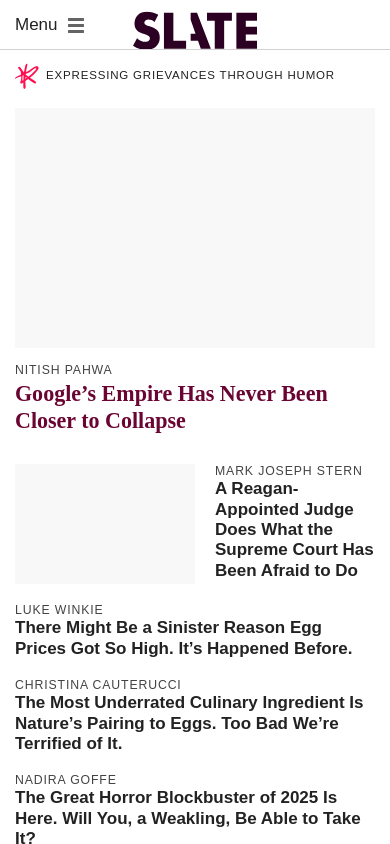 Menu
SLATE
EXPRESSING GRIEVANCES THROUGH HUMOR
NITISH PAHWA
Google’s Empire Has Never Been
Closer to Collapse
MARK JOSEPH STERN
A Reagan-
Appointed Judge
Does What the
Supreme Court Has
Been Afraid to Do
LUKE WINKIE
There Might Be a Sinister Reason Egg
Prices Got So High. It’s Happened Before.
CHRISTINA CAUTERUCCI
The Most Underrated Culinary Ingredient Is
Nature’s Pairing to Eggs. Too Bad We’re
Terrified of It.
NADIRA GOFFE
The Great Horror Blockbuster of 2025 Is
Here. Will You, a Weakling, Be Able to Take
It?